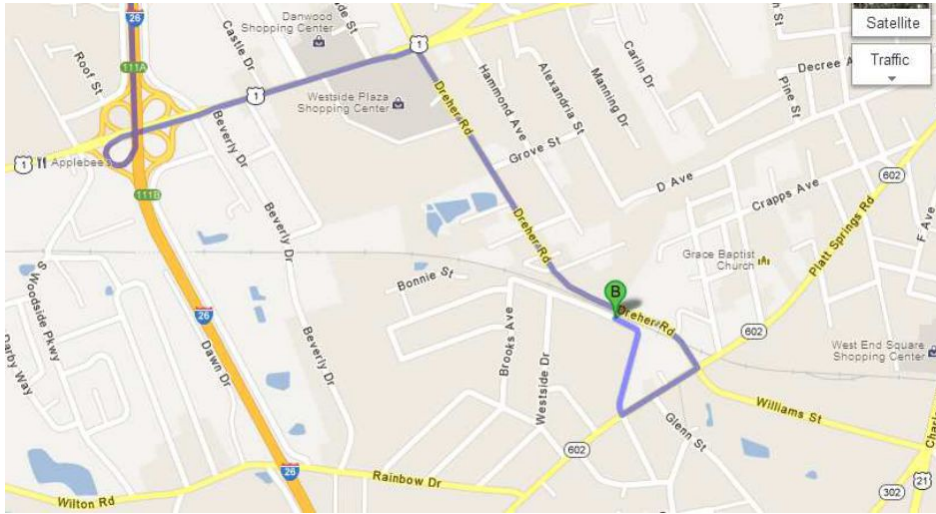 26
Danwood
Shopping Center
Satellite
Traffic
111A
Roof St
Castle Dr
1
Hammond Ave
Alexandria St
Manning Dr
Carlin Dr
Decree A
Pine St
1
Westside Plaza
Shopping Center
Dreher Rd
Beverly Dr
Grove St
1
Applebee's
111B
D Ave
602
Crapps Ave
Platt Springs Rd
F Ave
Beverly Dr
Dreher Rd
Grace Baptist
Church
S Woodside Pkwy
Bonnie St
B
Dreher Rd
602
26
Dawn Dr
Beverly Dr
Brooks Ave
Westside Dr
West End Square
Shopping Center
arby Way
Williams St
Glenn St
602
26
Rainbow Dr
Wilton Rd
302
21
Charl